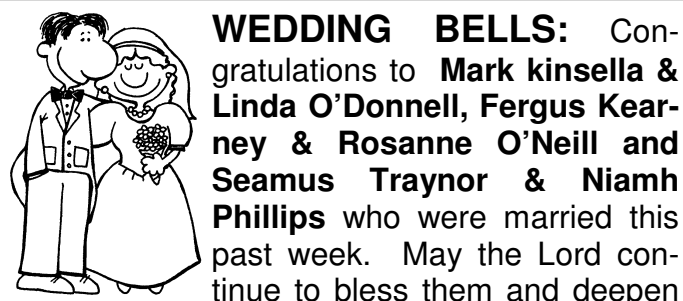 WEDDING BELLS: Con-
gratulations to Mark kinsella &
Linda O'Donnell, Fergus Kear-
ney & Rosanne O'Neill and
Seamus Traynor & Niamh
Phillips who were married this
past week. May the Lord con-
tinue to bless them and deepen